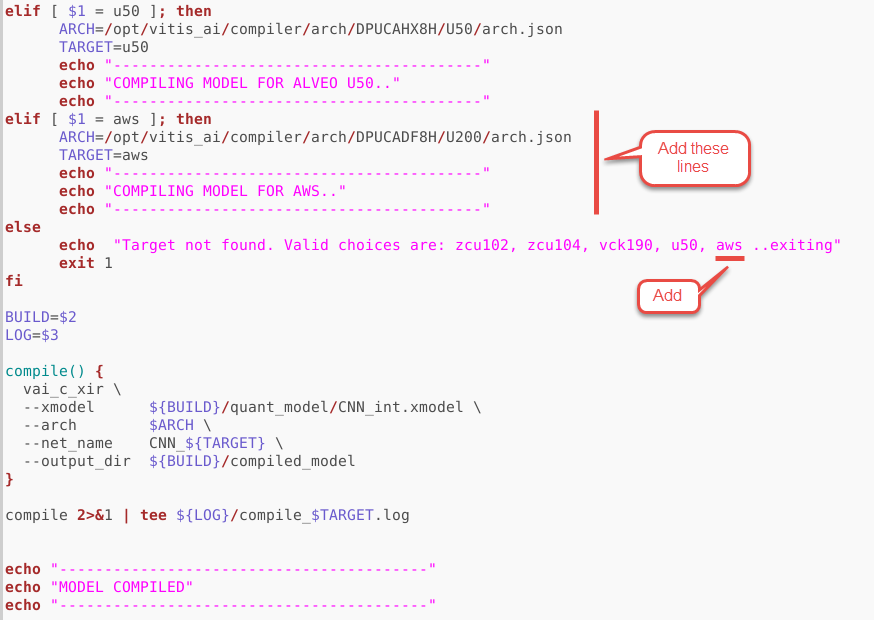 elif [ $1 = u50 ]; then
      ARCH=/opt/vitis_ai/compiler/arch/DPUCAHX8H/U50/arch.json
      TARGET=u50
      echo "-----------------------------------------"
      echo "COMPILING MODEL FOR ALVEO U50.."
      echo "-----------------------------------------"
elif [ $1 = aws ]; then
      ARCH=/opt/vitis_ai/compiler/arch/DPUCADF8H/U200/arch.json
      TARGET=aws
      echo "-----------------------------------------"
      echo "COMPILING MODEL FOR AWS.."
      echo "-----------------------------------------"
Add these
lines
else
      echo  "Target not found. Valid choices are: zcu102, zcu104, vck190, u50, aws ..exiting"
      exit 1
Add
fi

BUILD=$2
LOG=$3

compile() {
  vai_c_xir \
  --xmodel      ${BUILD}/quant_model/CNN_int.xmodel \
  --arch        $ARCH \
  --net_name    CNN_${TARGET} \
  --output_dir  ${BUILD}/compiled_model
}

compile 2>&1 | tee ${LOG}/compile_$TARGET.log


echo "-----------------------------------------"
echo "MODEL COMPILED"
echo "-----------------------------------------"